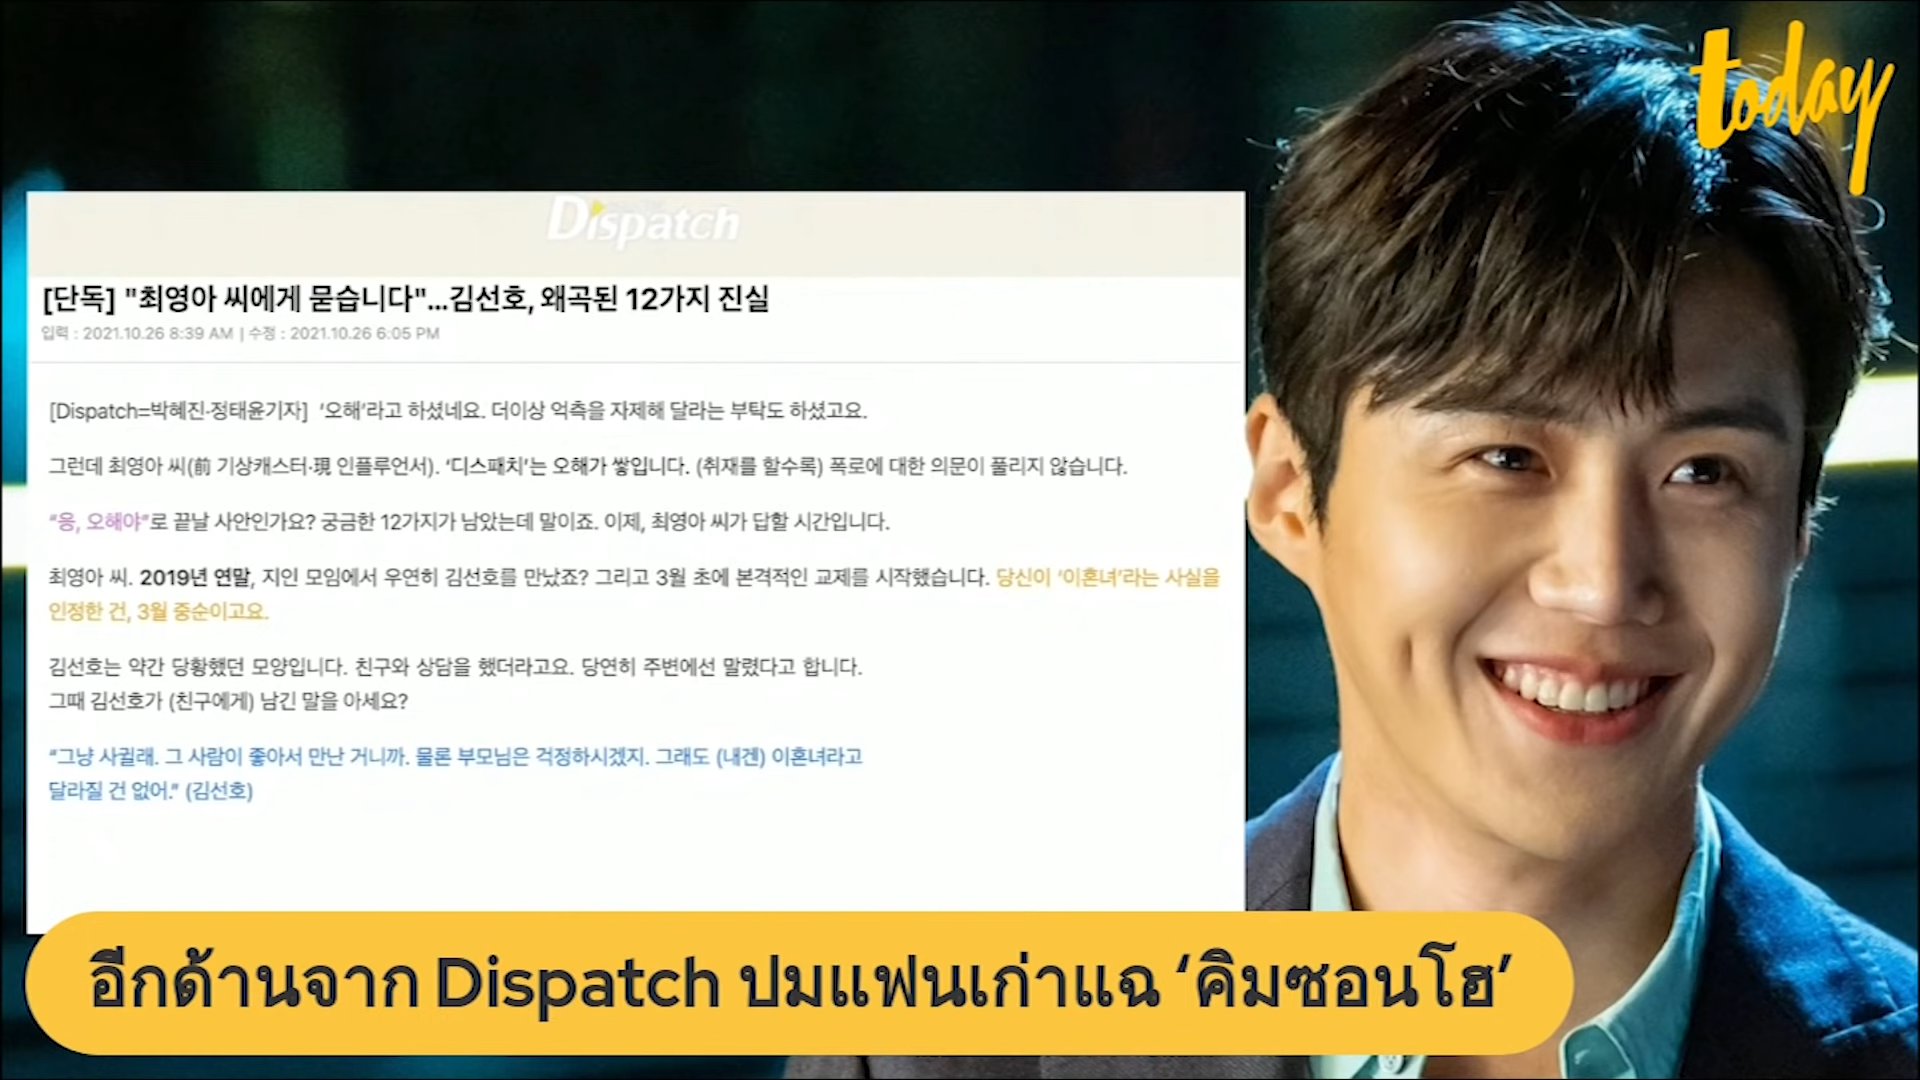 today
Dispatch
[단독] "최영아 씨에게 묻습니다"...김선호, 왜곡된 12가지 진실
입력 : 2021.10.26 8:39 AM | 수정 : 2021.10.26 6:05 PM
[Dispatch=박혜진·정태윤기자] ‘오해’라고 하셨네요. 더이상 억측을 자제해 달라는 부탁도 하셨고요.
그런데 최영아 씨(前 기상캐스터·現 인플루언서). ‘디스패치’는 오해가 쌓입니다. (취재를 할수록) 폭로에 대한 의문이 풀리지 않습니다.
“응, 오해야”로 끝날 사안인가요? 궁금한 12가지가 남았는데 말이죠. 이제, 최영아 씨가 답할 시간입니다.
최영아 씨. 2019년 연말, 지인 모임에서 우연히 김선호를 만났죠? 그리고 3월 초에 본격적인 교제를 시작했습니다. 당신이 ‘이혼녀’라는 사실을
인정한 건, 3월 중순이고요.
김선호는 약간 당황했던 모양입니다. 친구와 상담을 했더라고요. 당연히 주변에선 말렸다고 합니다.
그때 김선호가 (친구에게) 남긴 말을 아세요?
“그냥 사귈래. 그 사람이 좋아서 만난 거니까. 물론 부모님은 걱정하시겠지. 그래도 (내겐) 이혼녀라고
달라질 건 없어.” (김선호)
อีกด้านจาก Dispatch ปมแฟนเก่าแฉ ‘คิมซอนโฮ’